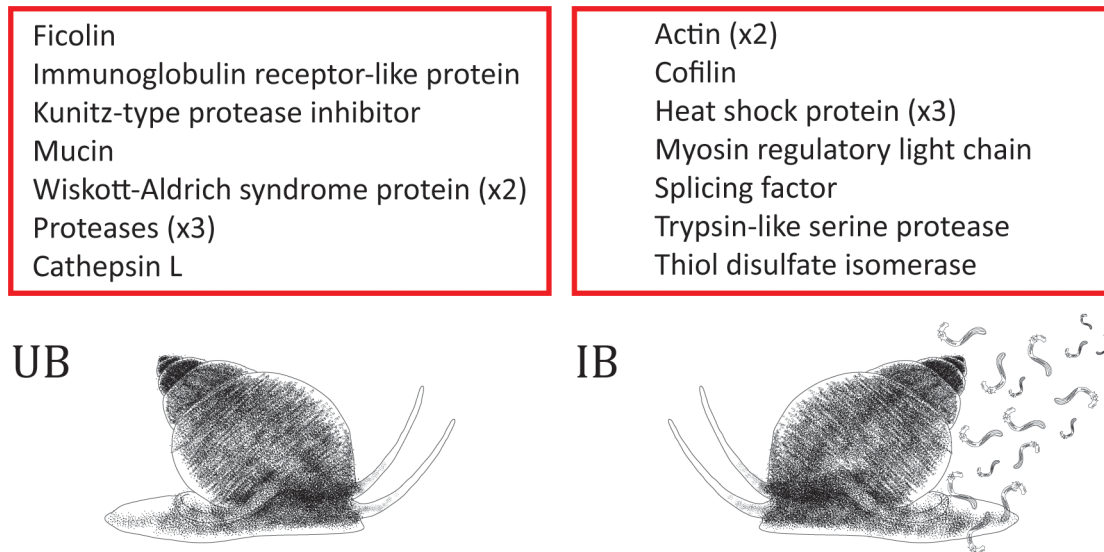 Ficolin
Immunoglobulin receptor-like protein
Kunitz-type protease inhibitor
Mucin
Wiskott-Aldrich syndrome protein (x2)
Proteases (x3)
Cathepsin L
Actin (x2)
Cofilin
Heat shock protein (x3)
Myosin regulatory light chain
Splicing factor
Trypsin-like serine protease
Thiol disulfate isomerase
UB
IB